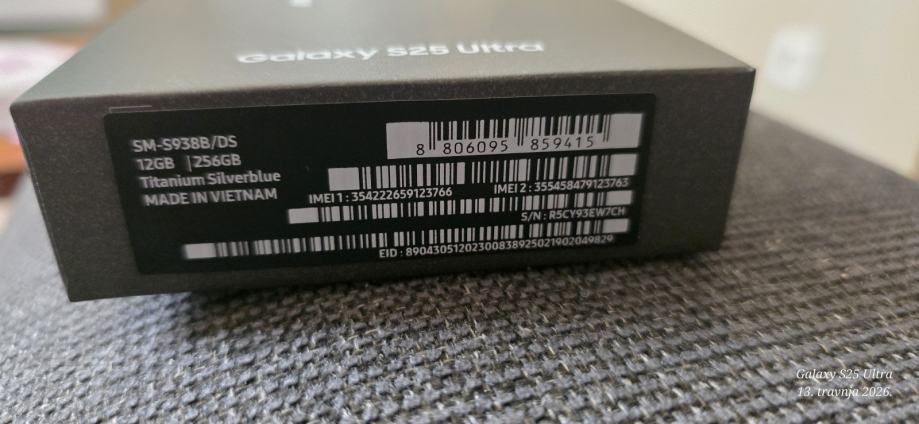 Galaxy S25 Ultra
SM-S938B/DS
12GB | 256GB
Titanium Silverblue
MADE IN VIETNAM
8 806095 859415
IMEI 1 : 354222659123766
IMEI 2 : 355458479123763
S/N : R5CY93EW7CH
EID : 89043051202300838925021902049829
Galaxy S25 Ultra
13. travnja 2026.